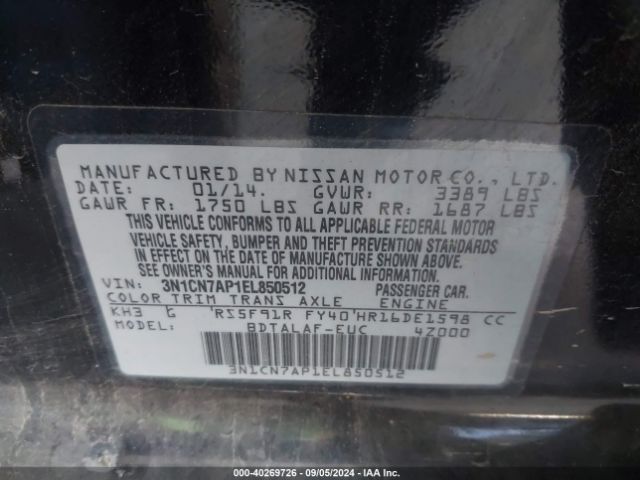 MANUFACTURED BY NISSAN MOTOR CO., LTD.
DATE: 01/14. GVWR: 3389 LBS
GAWR FR: 1750 LBS GAWR RR: 1687 LBS
THIS VEHICLE CONFORMS TO ALL APPLICABLE FEDERAL MOTOR
VEHICLE SAFETY, BUMPER AND THEFT PREVENTION STANDARDS
IN EFFECT ON THE DATE OF MANUFACTURE SHOWN ABOVE.
SEE OWNER'S MANUAL FOR ADDITIONAL INFORMATION.
VIN: 3N1CN7AP1EL850512 PASSENGER CAR.
COLOR TRIM TRANS AXLE ENGINE
KH3 G RS5F91R FY40 HR16DE1598 CC
MODEL: BDTALAF-EUC 4Z000
3N1CN7AP1EL850512
000-40269726 - 09/05/2024 - IAA Inc.